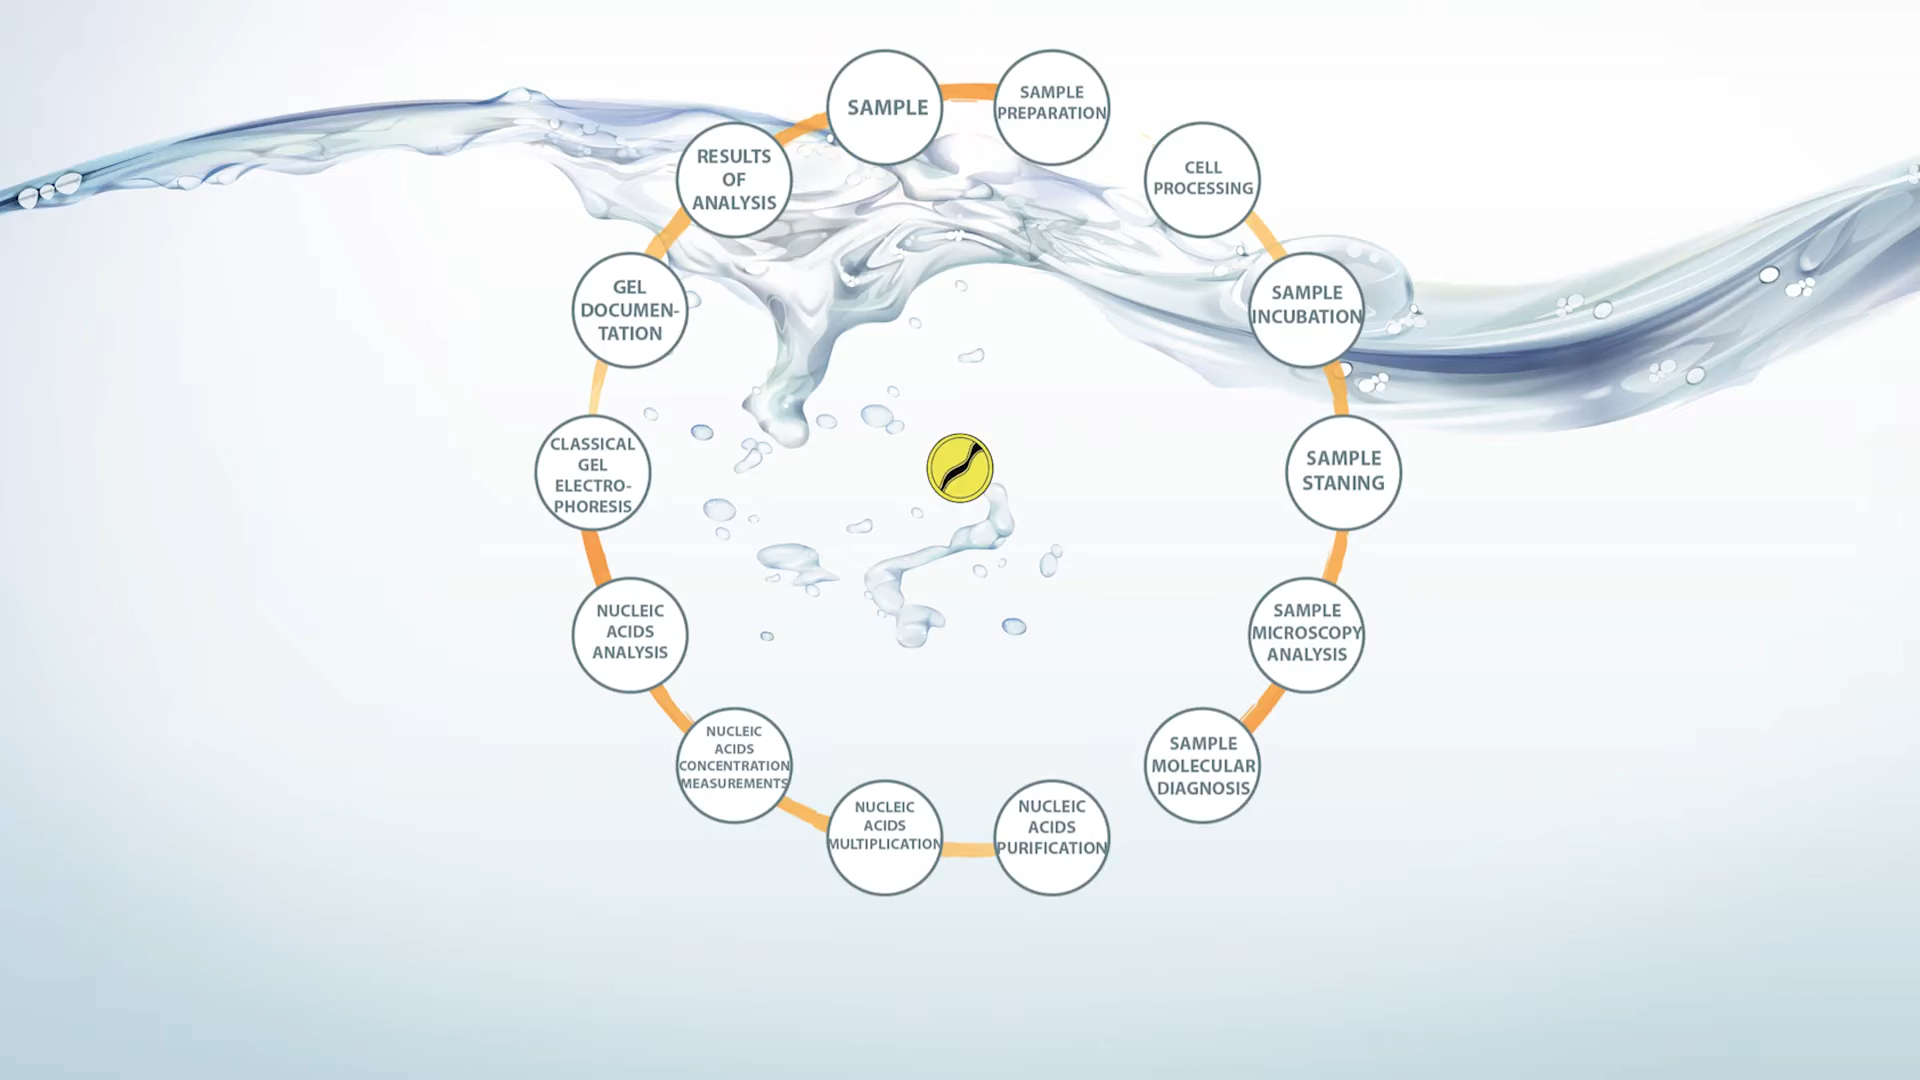 SAMPLE
SAMPLE
PREPARATION
CELL
PROCESSING
SAMPLE
INCUBATION
SAMPLE
STANING
SAMPLE
MICROSCOPY
ANALYSIS
SAMPLE
MOLECULAR
DIAGNOSIS
NUCLEIC
ACIDS
PURIFICATION
NUCLEIC
ACIDS
MULTIPLICATION
NUCLEIC
ACIDS
CONCENTRATION
MEASUREMENTS
NUCLEIC
ACIDS
ANALYSIS
CLASSICAL
GEL
ELECTRO-
PHORESIS
GEL
DOCUMEN-
TATION
RESULTS
OF
ANALYSIS